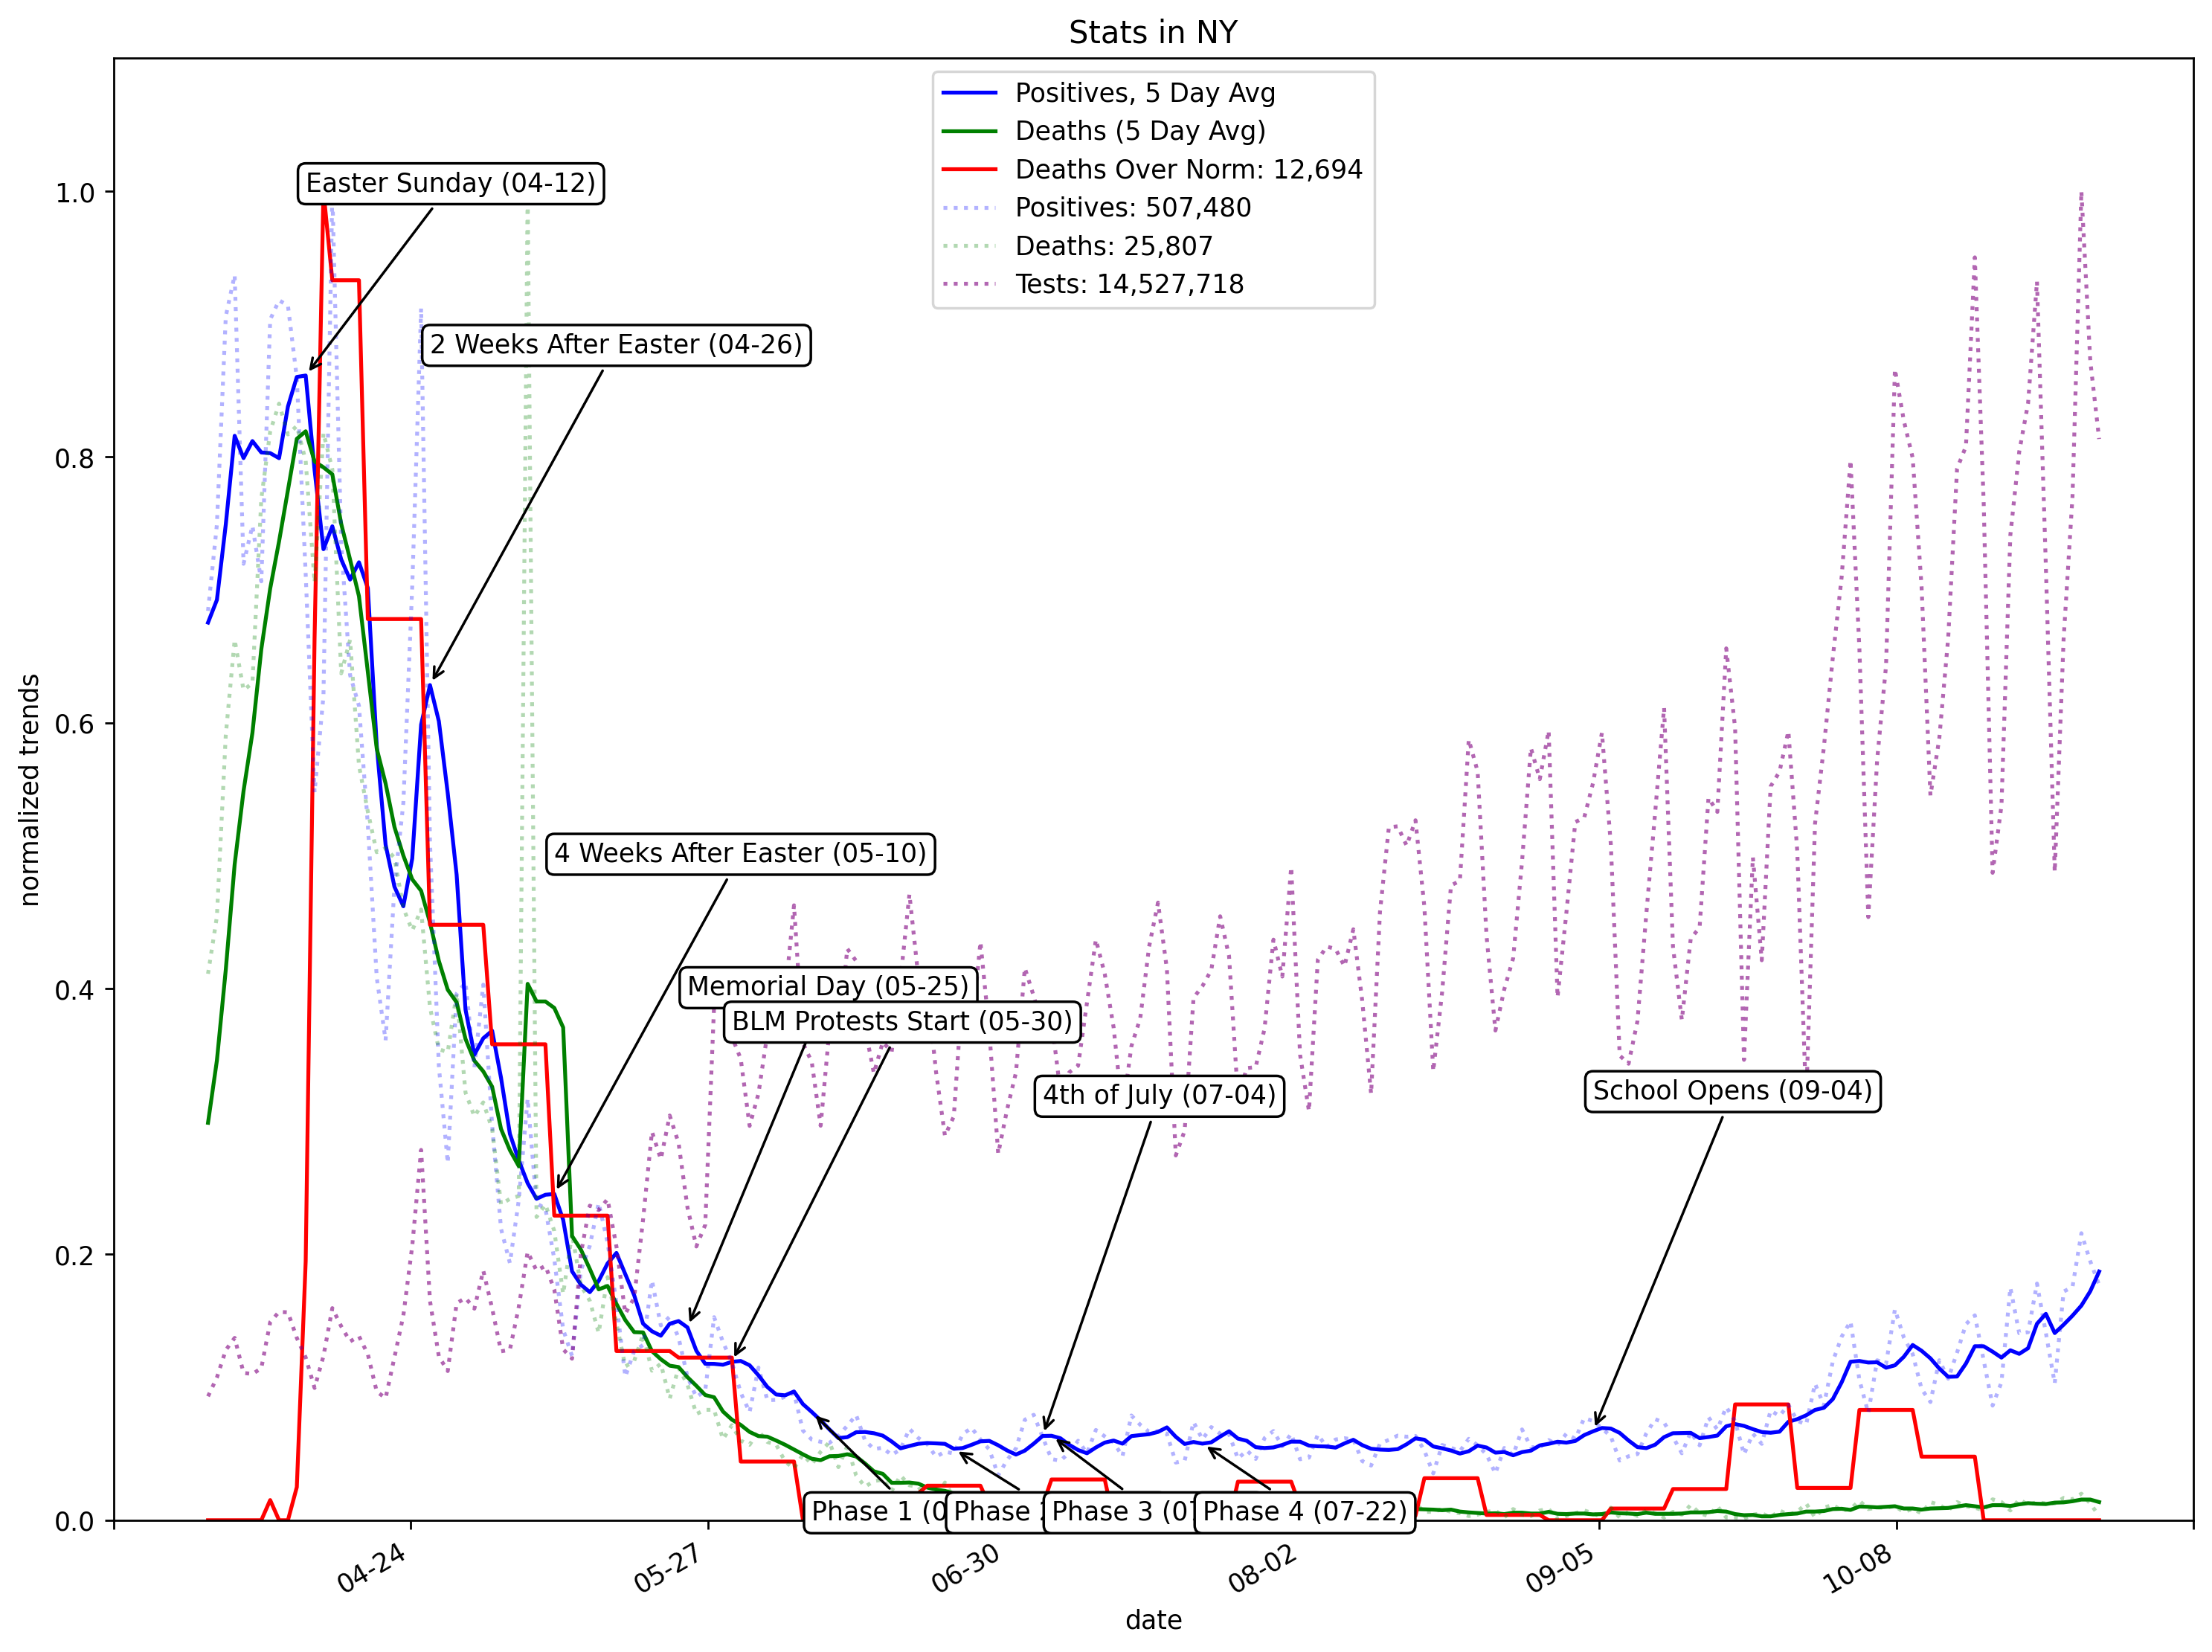 Stats in NY
Positives, 5 Day Avg
Deaths (5 Day Avg)
Deaths Over Norm: 12,694
Positives: 507,480
Deaths: 25,807
Tests: 14,527,718
normalized trends
1.0
0.8
0.6
0.4
0.2
0.0
Easter Sunday (04-12)
2 Weeks After Easter (04-26)
4 Weeks After Easter (05-10)
Memorial Day (05-25)
BLM Protests Start (05-30)
4th of July (07-04)
School Opens (09-04)
Phase 1 (0
Phase 2
Phase 3 (07
Phase 4 (07-22)
04-24
05-27
06-30
08-02
09-05
10-08
date